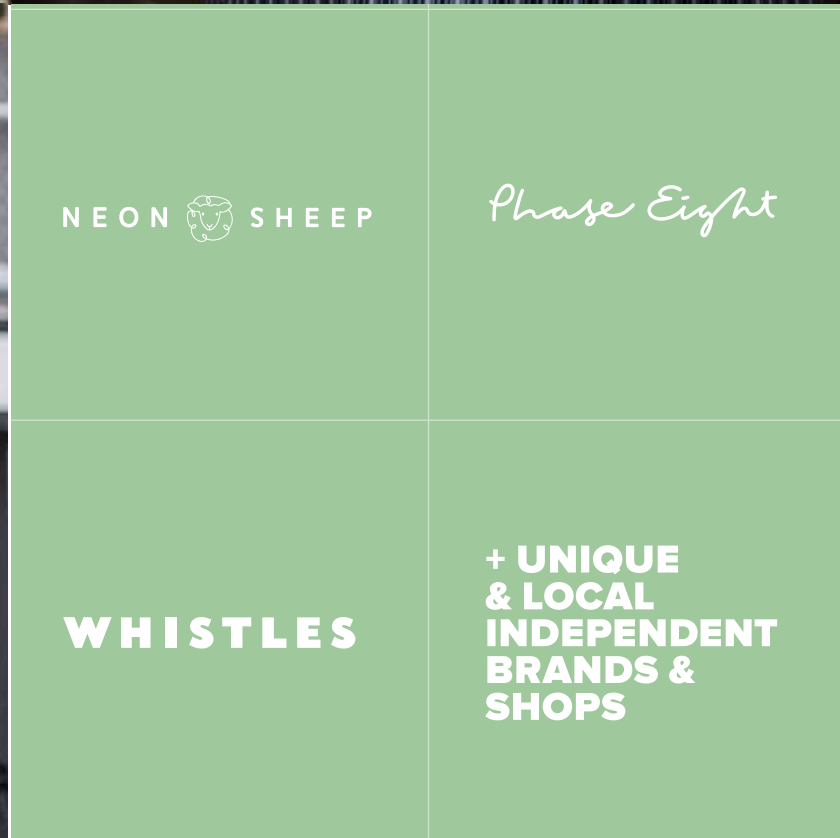 NEON SHEEP
Phase Eight
WHISTLES
+ UNIQUE
& LOCAL
INDEPENDENT
BRANDS &
SHOPS